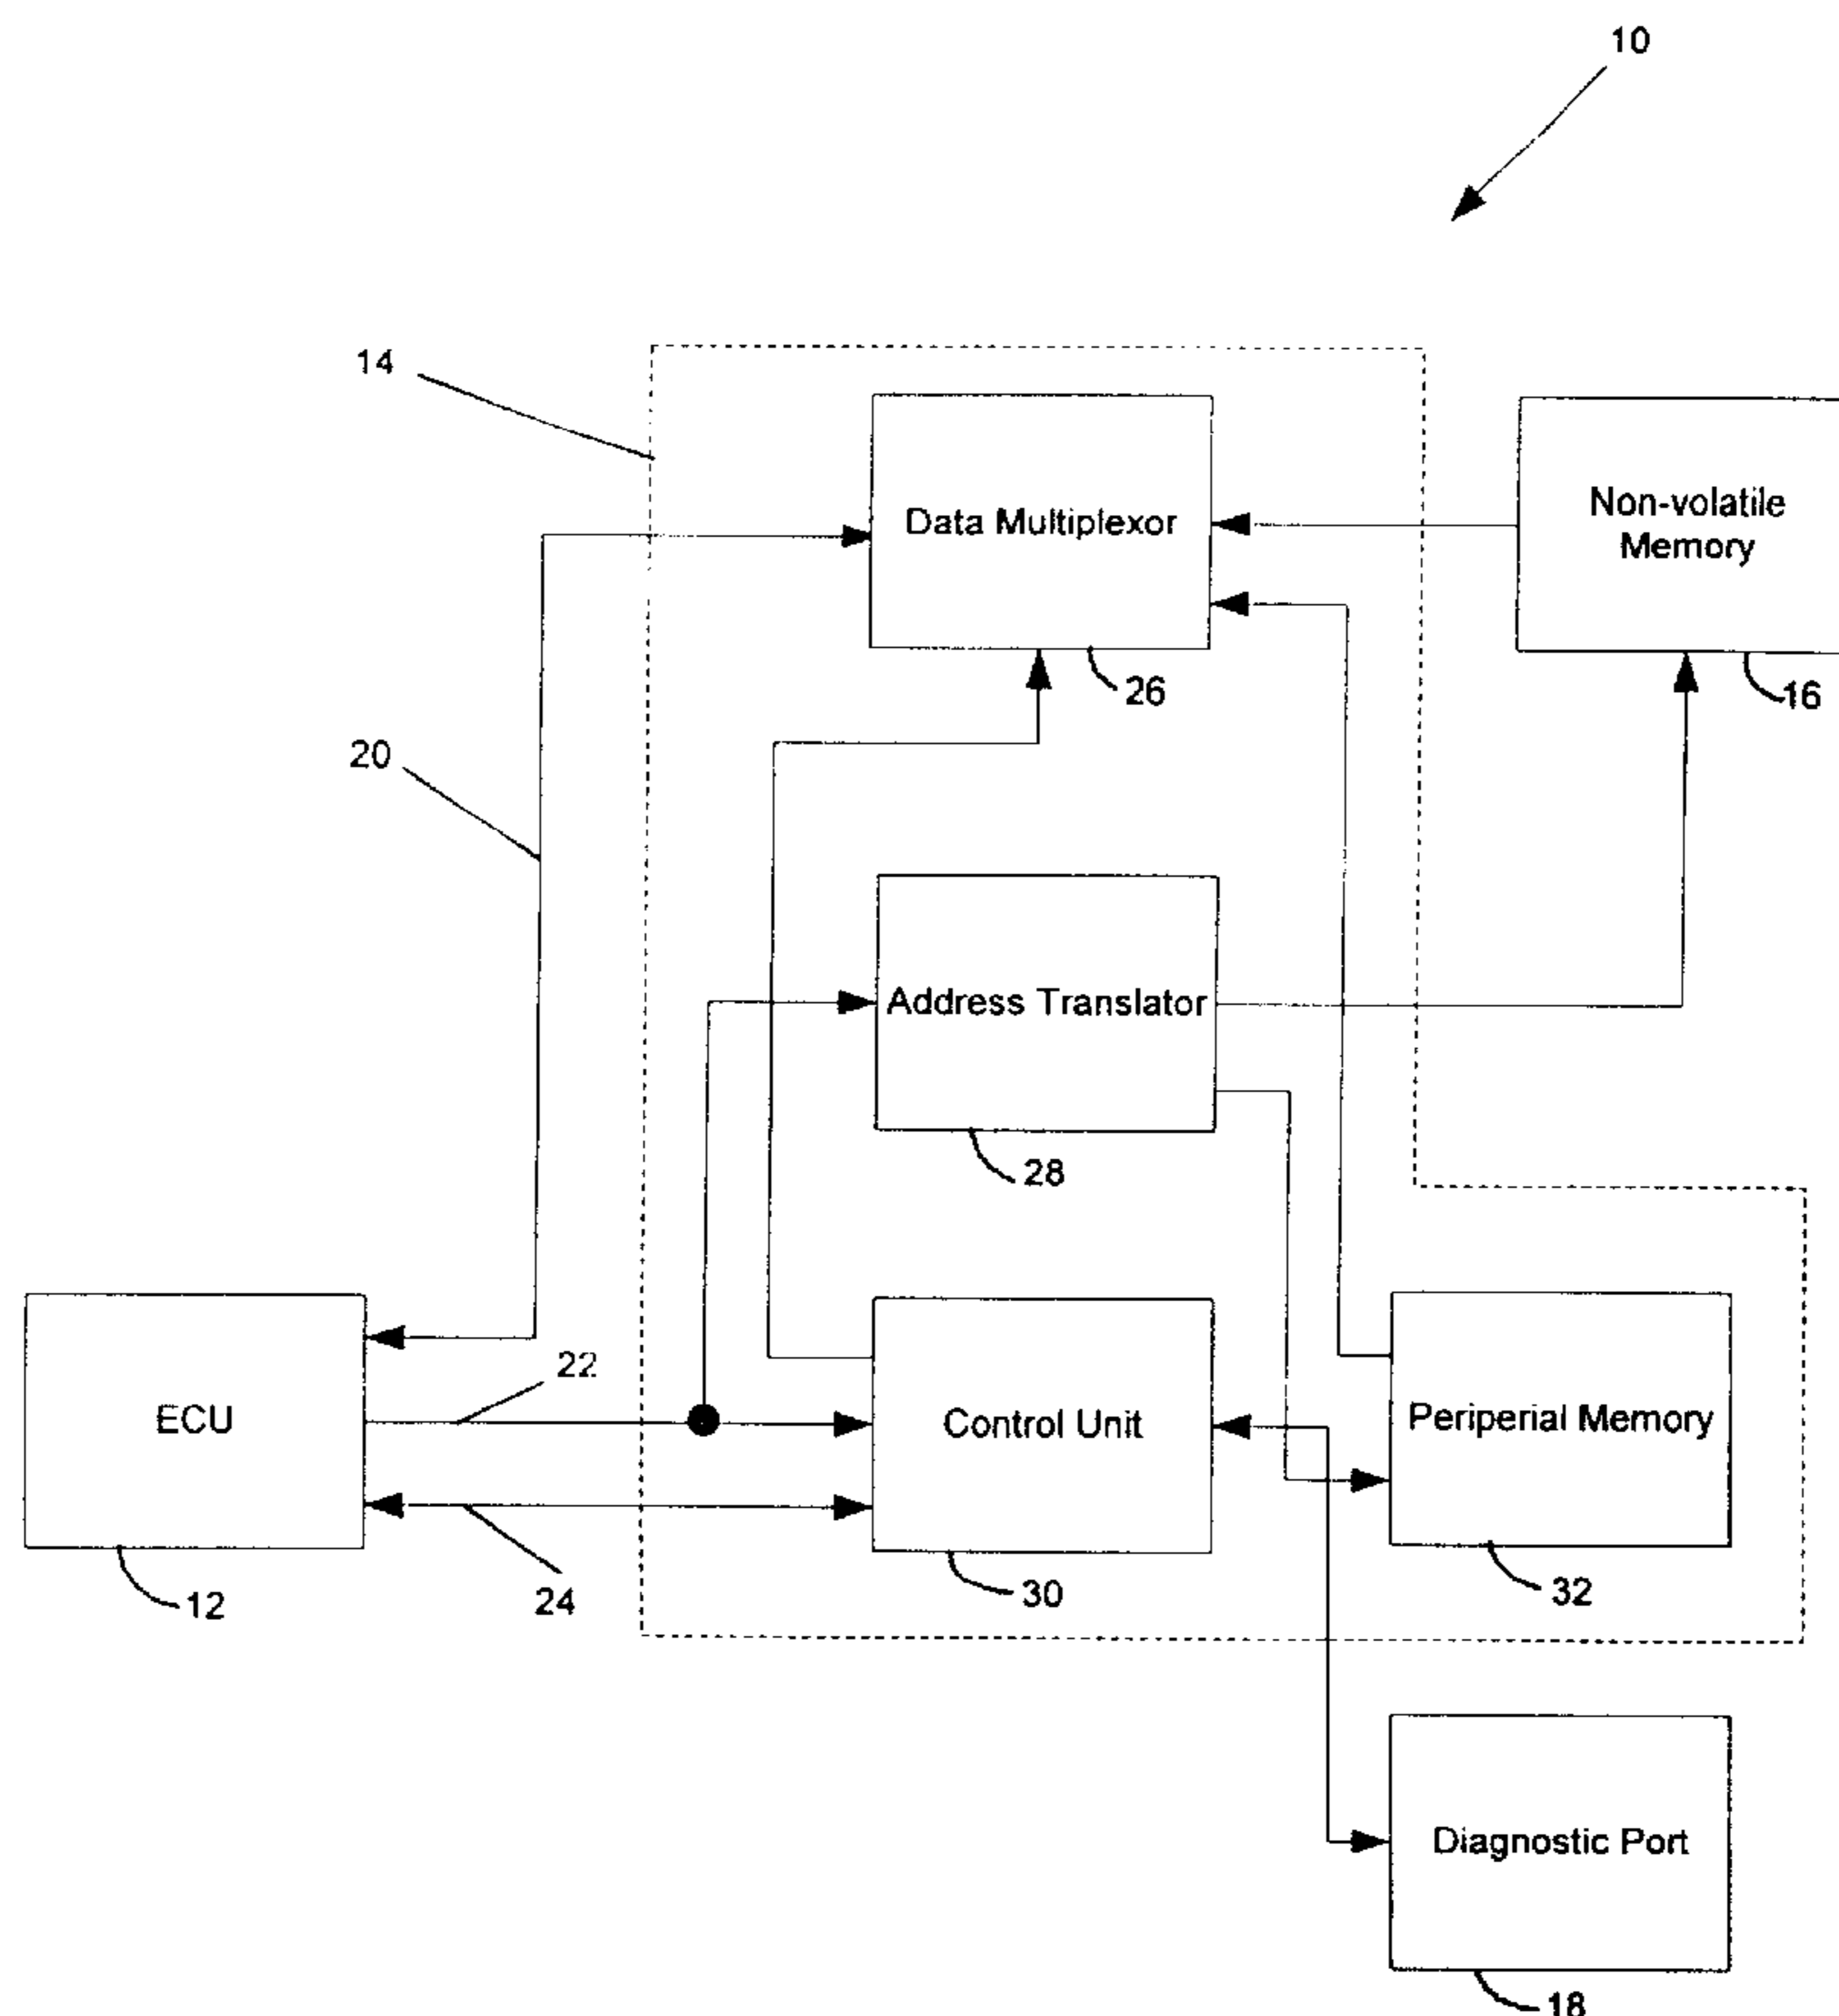 10
14
Data Multiplexor
Non-volatile
Memory
26
16
20
Address Translator
28
22
ECU
Control Unit
Periperial Memory
12
24
30
32
Diagnostic Port
18